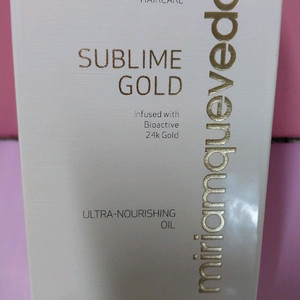 HAIRCARE
SUBLIME
GOLD
Infused with
Bioactive
24k Gold
ULTRA-NOURISHING
OIL
miriamquevedo